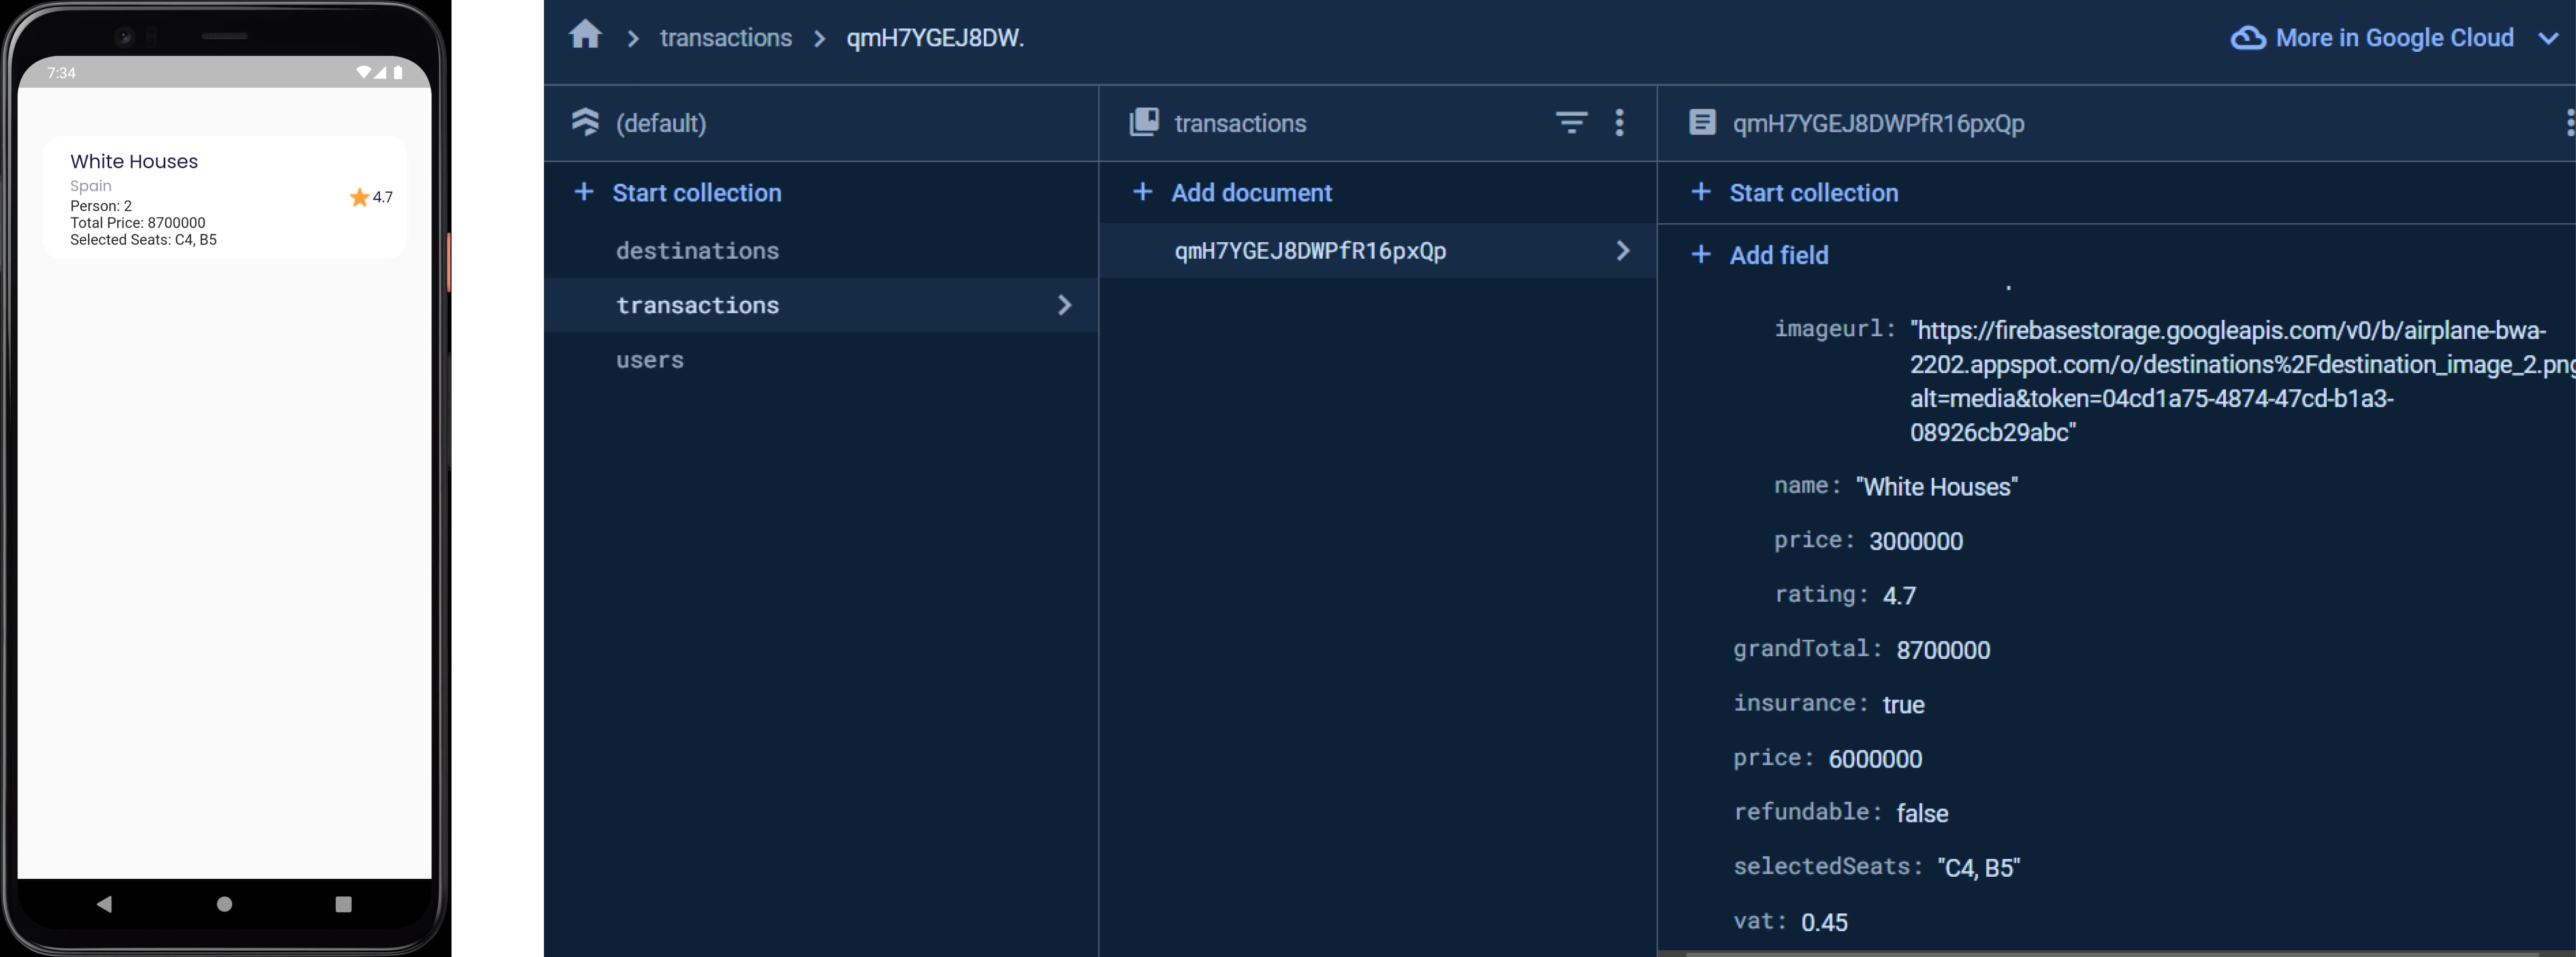 7:34
White Houses
Spain
4.7
Person: 2
Total Price: 8700000
Selected Seats: C4, B5
transactions
qmH7YGEJ8DW.
More in Google Cloud
(default)
transactions
qmH7YGEJ8DWPfR16pxQp
+ Start collection
destinations
transactions
users
+ Add document
qmH7YGEJ8DWPfR16pxQp
+ Start collection
+ Add field
imageurl: "https://firebasestorage.googleapis.com/v0/b/airplane-bwa-
2202.appspot.com/o/destinations%2Fdestination_image_2.png
alt=media&token=04cd1a75-4874-47cd-b1a3-
08926cb29abc"
name: "White Houses"
price: 3000000
rating: 4.7
grandTotal: 8700000
insurance: true
price: 6000000
refundable: false
selectedSeats: "C4, B5"
vat: 0.45